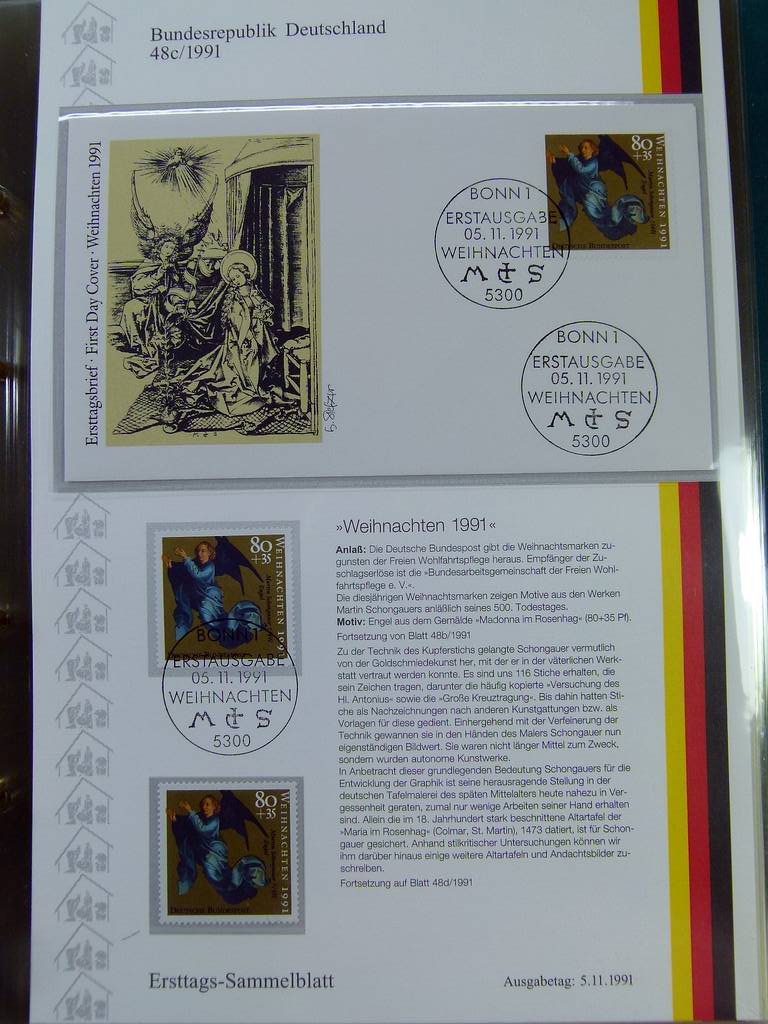 Bundesrepublik Deutschland
48c/1991
Ersttagsbrief · First Day Cover · Weihnachten 1991
80
+35
WEIHNACHTEN 1991
DEUTSCHE BUNDESPOST
BONN 1
ERSTAUSGABE
05.11.1991
WEIHNACHTEN
M S
5300
BONN 1
ERSTAUSGABE
05.11.1991
WEIHNACHTEN
M S
5300
M S
80
+35
WEIHNACHTEN 1991
DEUTSCHE BUNDESPOST
BONN 1
ERSTAUSGABE
05.11.1991
WEIHNACHTEN
M S
5300
80
+35
WEIHNACHTEN 1991
DEUTSCHE BUNDESPOST
»Weihnachten 1991«
Anlaß: Die Deutsche Bundespost gibt die Weihnachtsmarken zu-
gunsten der Freien Wohlfahrtspflege heraus. Empfänger der Zu-
schlagserlöse ist die »Bundesarbeitsgemeinschaft der Freien Wohl-
fahrtspflege e. V.«.
Die diesjährigen Weihnachtsmarken zeigen Motive aus den Werken
Martin Schongauers anläßlich seines 500. Todestages.
Motiv: Engel aus dem Gemälde »Madonna im Rosenhag« (80+35 Pf).
Fortsetzung von Blatt 48b/1991
Zu der Technik des Kupferstichs gelangte Schongauer vermutlich
von der Goldschmiedekunst her, mit der er in der väterlichen Werk-
statt vertraut werden konnte. Es sind uns 116 Stiche erhalten, die
sein Zeichen tragen, darunter die häufig kopierte »Versuchung des
Hl. Antonius« sowie die »Große Kreuztragung«. Bis dahin hatten Sti-
che als Nachzeichnungen nach anderen Kunstgattungen bzw. als
Vorlagen für diese gedient. Einhergehend mit der Verfeinerung der
Technik gewannen sie in den Händen des Malers Schongauer nun
eigenständigen Bildwert. Sie waren nicht länger Mittel zum Zweck,
sondern wurden autonome Kunstwerke.
In Anbetracht dieser grundlegenden Bedeutung Schongauers für die
Entwicklung der Graphik ist seine herausragende Stellung in der
deutschen Tafelmalerei des späten Mittelalters heute nahezu in Ver-
gessenheit geraten, zumal nur wenige Arbeiten seiner Hand erhalten
sind. Allein die im 18. Jahrhundert stark beschnittene Altartafel der
»Maria im Rosenhag« (Colmar, St. Martin), 1473 datiert, ist für Schon-
gauer gesichert. Anhand stilkritischer Untersuchungen können wir
ihm darüber hinaus einige weitere Altartafeln und Andachtsbilder zu-
schreiben.
Fortsetzung auf Blatt 48d/1991
Ersttags-Sammelblatt
Ausgabetag: 5.11.1991